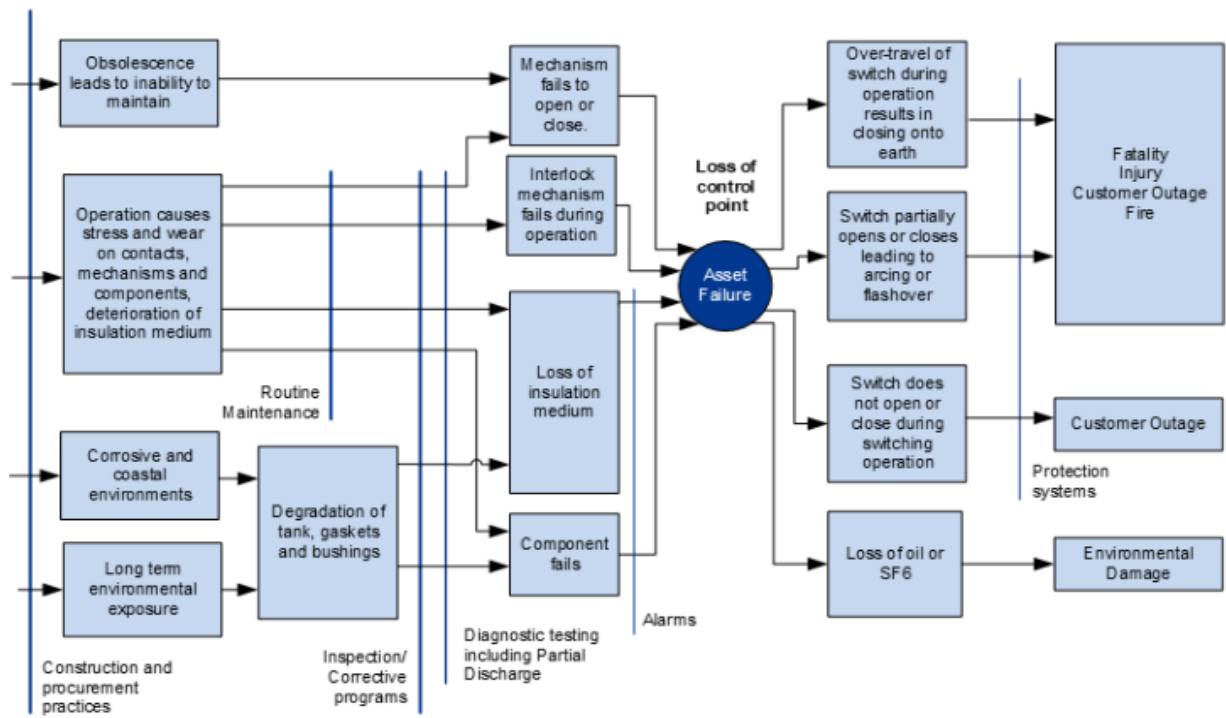 Obsolescence
leads to inability to
maintain
Operation causes
stress and wear
on contacts,
mechanisms and
components,
deterioration of
insulation medium
Routine
Maintenance
Corrosive and
coastal
environments
Long term
environmental
exposure
Degradation of
tank, gaskets
and bushings
Construction and
procurement
practices
Inspection/
Corrective
programs
Mechanism
fails to
open or
close.
Interlock
mechanism
fails during
operation
Loss of
insulation
medium
Component
fails
Diagnostic testing
including Partial
Discharge
Alarms
Loss of
control
point
Asset
Failure
Over-travel of
switch during
operation
results in
closing onto
earth
Switch partially
opens or closes
leading to
arcing or
flashover
Switch does
not open or
close during
switching
operation
Loss of oil or
SF6
Protection
systems
Fatality
Injury
Customer Outage
Fire
Customer Outage
Environmental
Damage